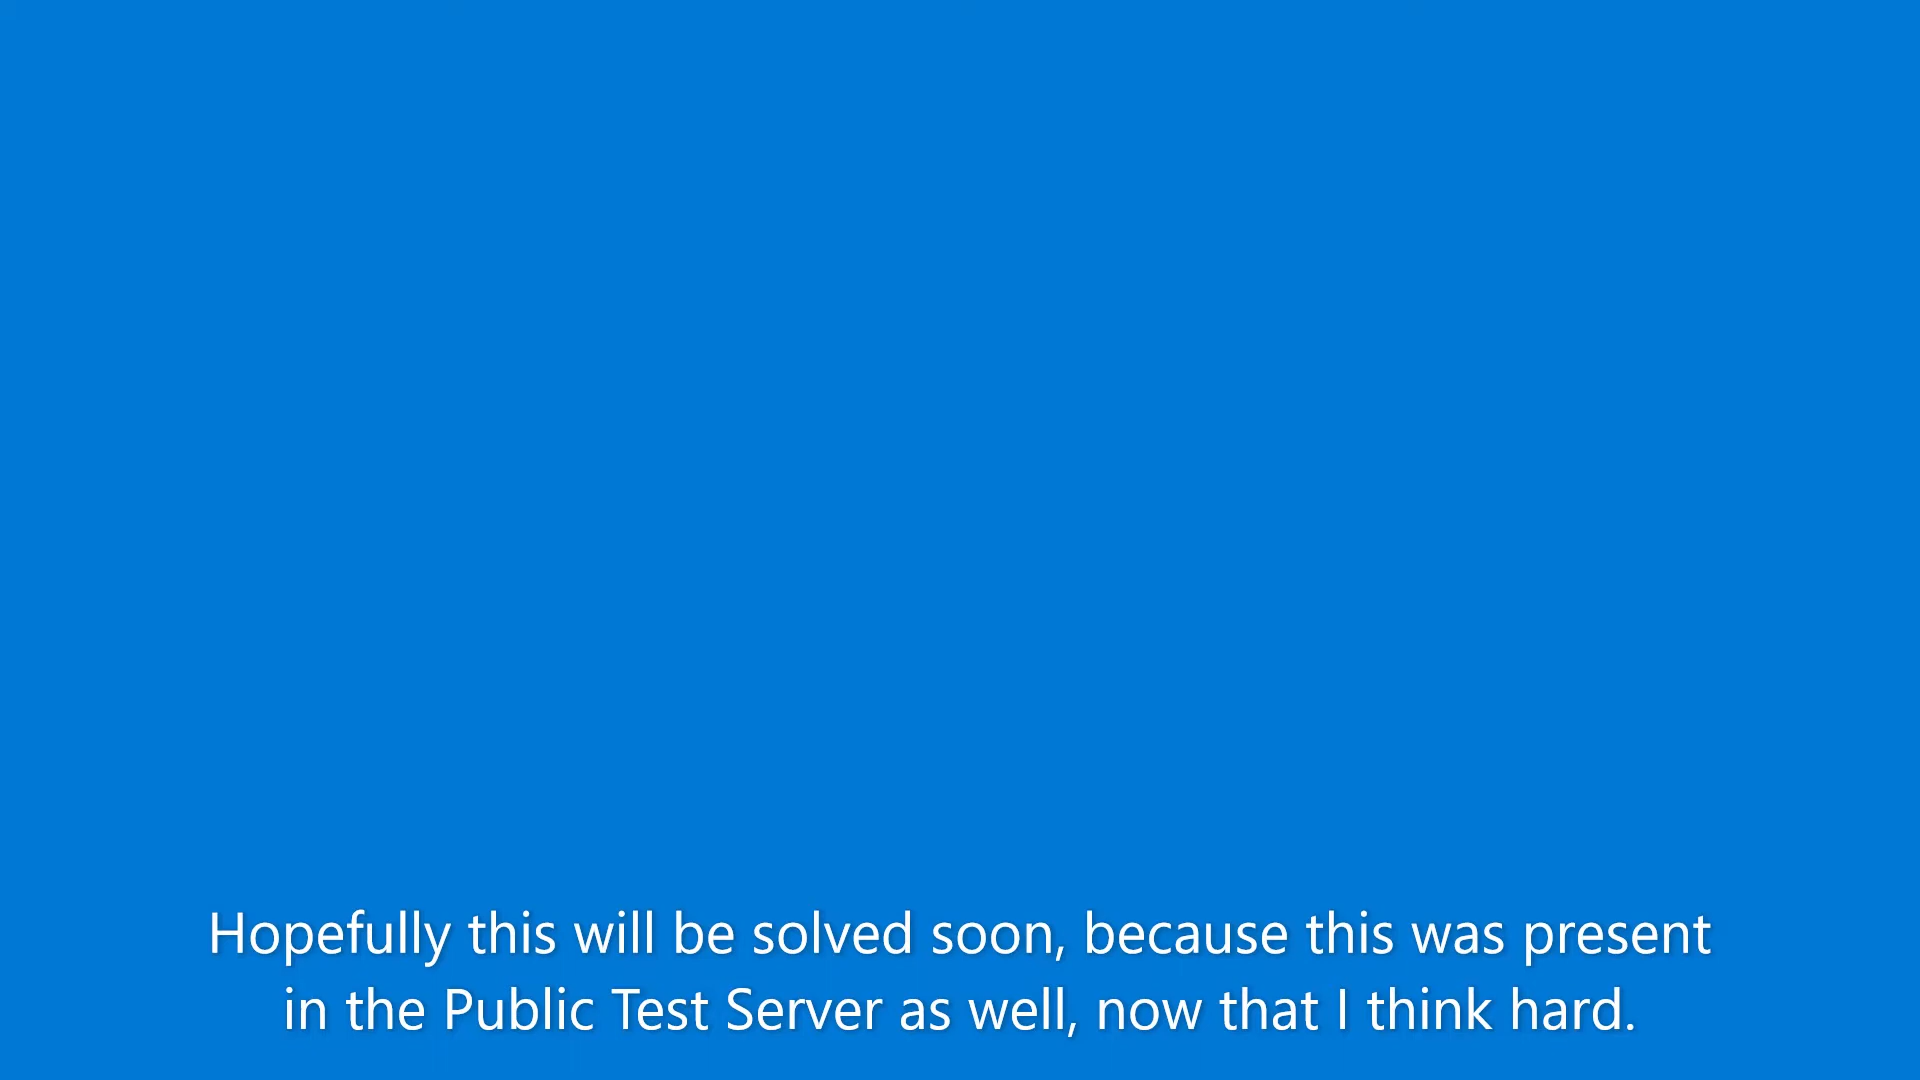 Hopefully this will be solved soon, because this was present
in the Public Test Server as well, now that I think hard.